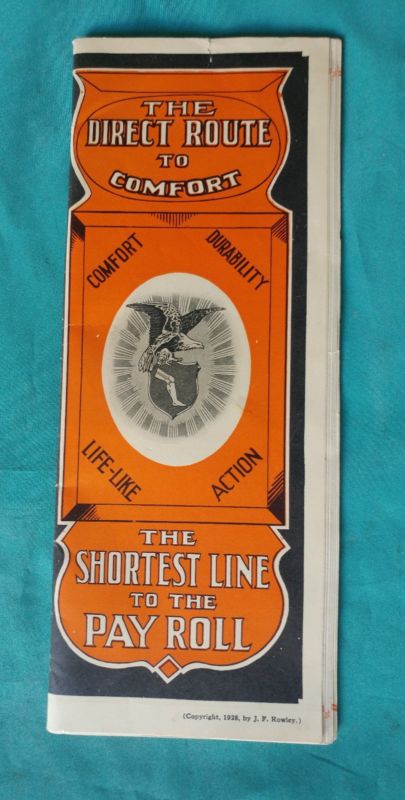 THE
DIRECT ROUTE
TO
COMFORT
COMFORT
DURABILITY
LIFE-LIKE
ACTION
THE
SHORTEST LINE
TO THE
PAY ROLL
(Copyright, 1928, by J. F. Rowley.)